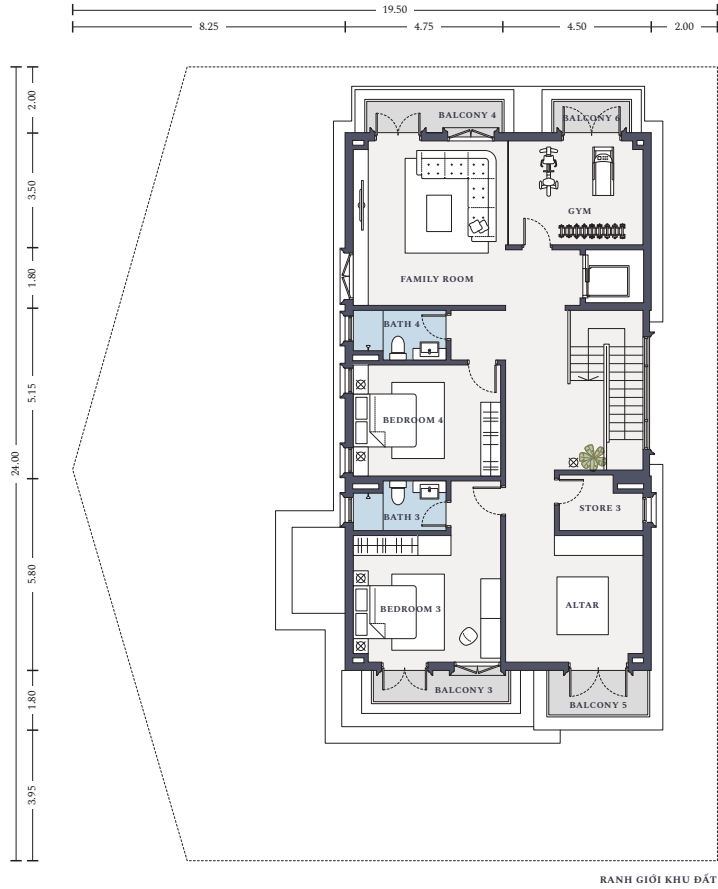 19.50
8.25 4.75 4.50 2.00
2.00
BALCONY 4 BALCONY 6
3.50
GYM
1.80
FAMILY ROOM
BATH 4
5.15
BEDROOM 4
24.00
STORE 3
BATH 3
5.80
ALTAR
BEDROOM 3
1.80
BALCONY 3
BALCONY 5
3.95
RANH GIỚI KHU ĐẤT